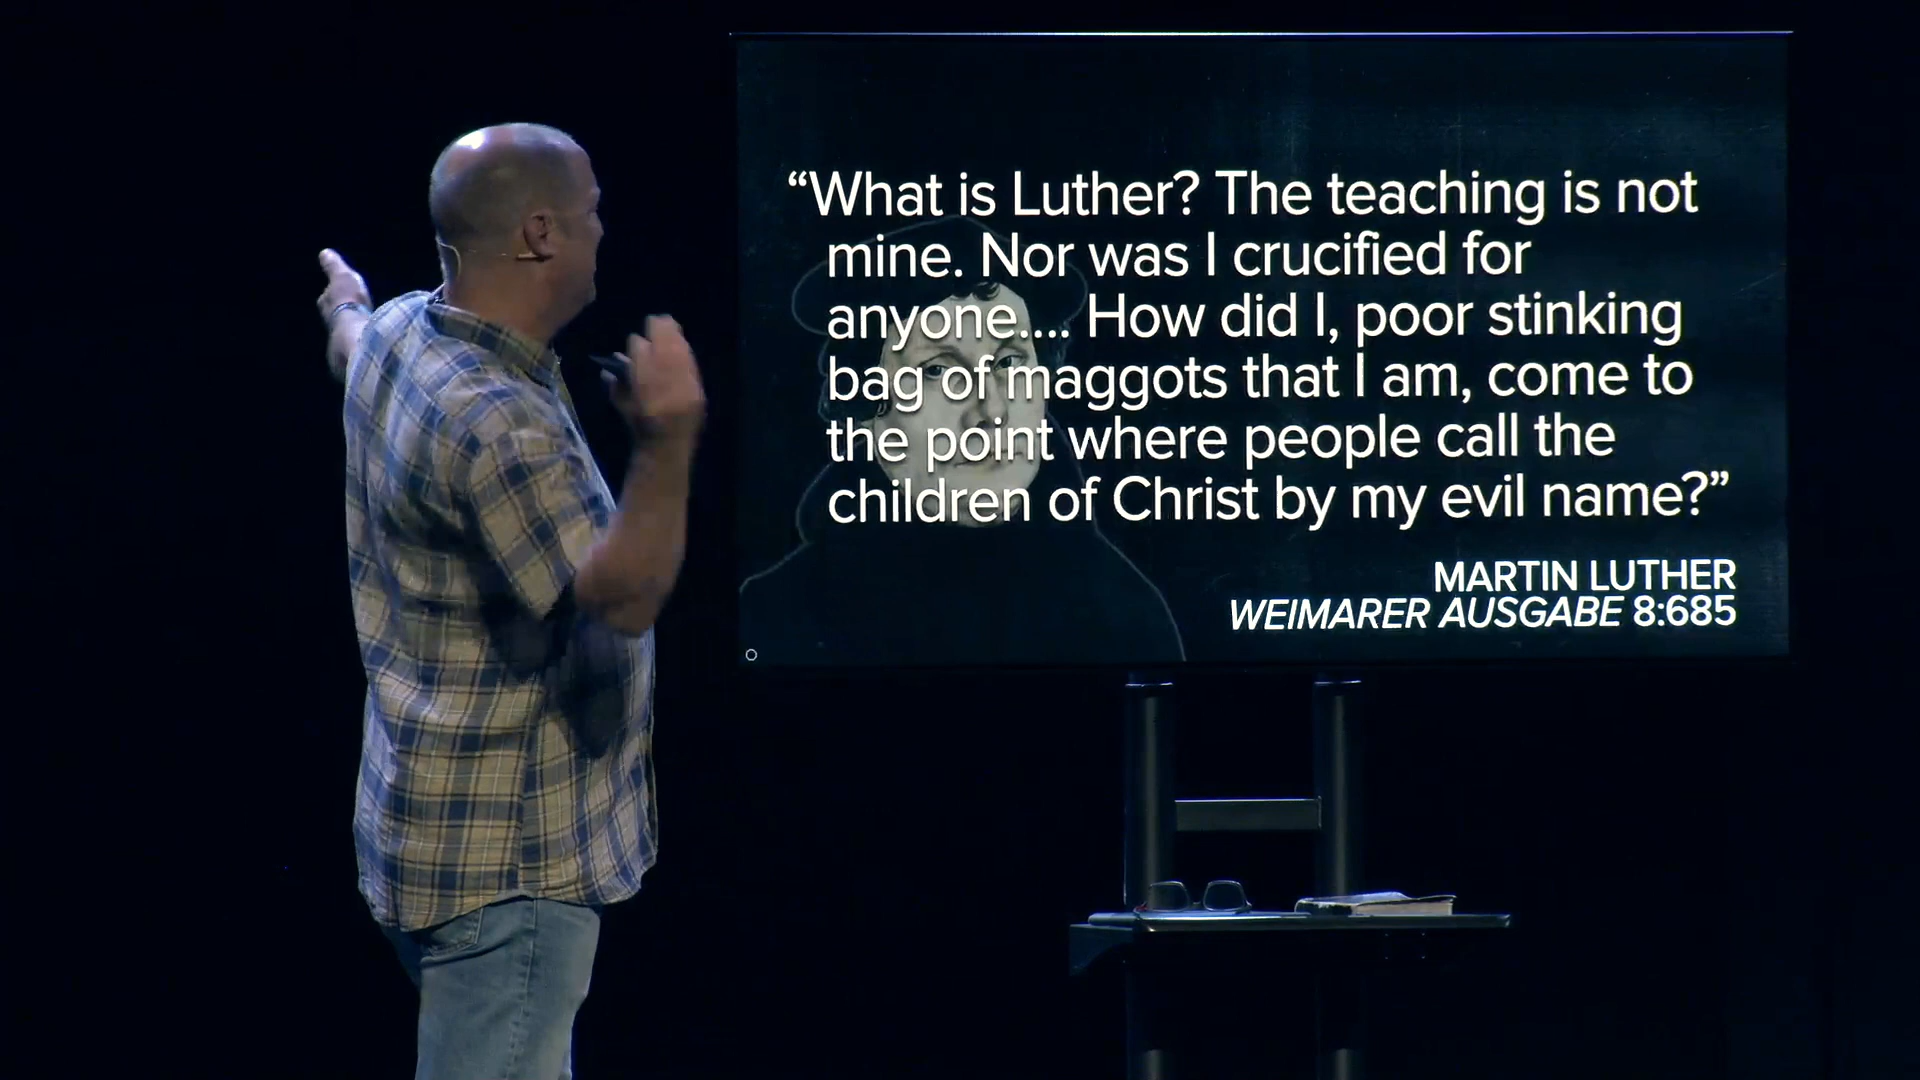 “What is Luther? The teaching is not
mine. Nor was I crucified for
anyone.... How did I, poor stinking
bag of maggots that I am, come to
the point where people call the
children of Christ by my evil name?”
MARTIN LUTHER
WEIMARER AUSGABE 8:685